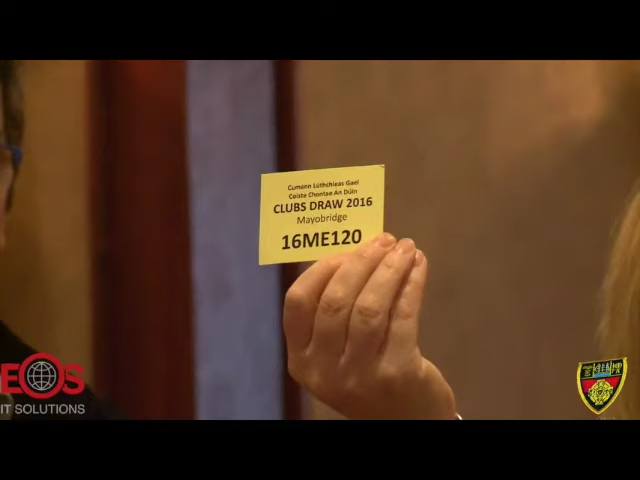 Cumann Lúthchleas Gael
Coiste Chontae An Dúin
CLUBS DRAW 2016
Mayobridge
16ME120
EOS
IT SOLUTIONS